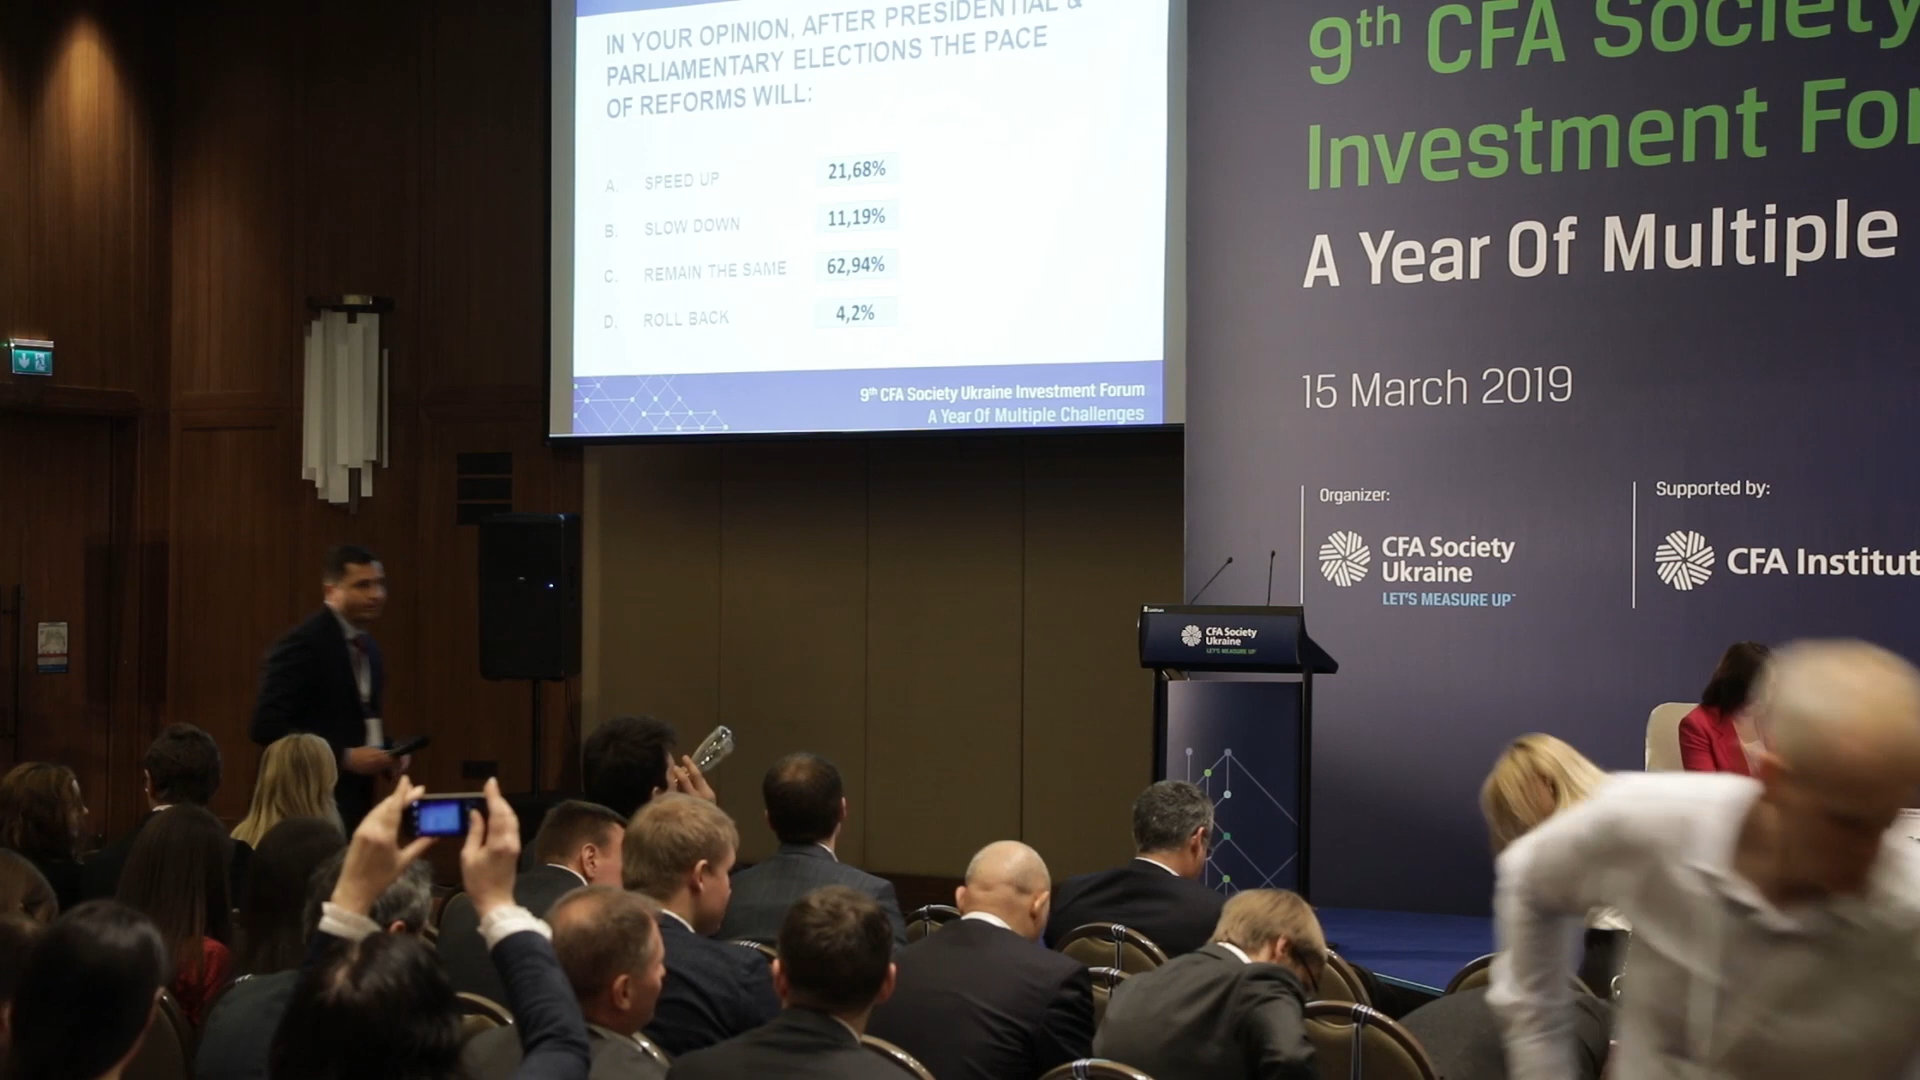 IN YOUR OPINION, AFTER PRESIDENTIAL &
PARLIAMENTARY ELECTIONS THE PACE
OF REFORMS WILL:
A. SPEED UP 21,68%
B. SLOW DOWN 11,19%
C. REMAIN THE SAME 62,94%
D. ROLL BACK 4,2%
9th CFA Society Ukraine Investment Forum
A Year Of Multiple Challenges
9th CFA Society
Investment For
A Year Of Multiple
15 March 2019
Organizer:
CFA Society
Ukraine
LET'S MEASURE UP™
Supported by:
CFA Institut
CFA Society
Ukraine
LET'S MEASURE UP